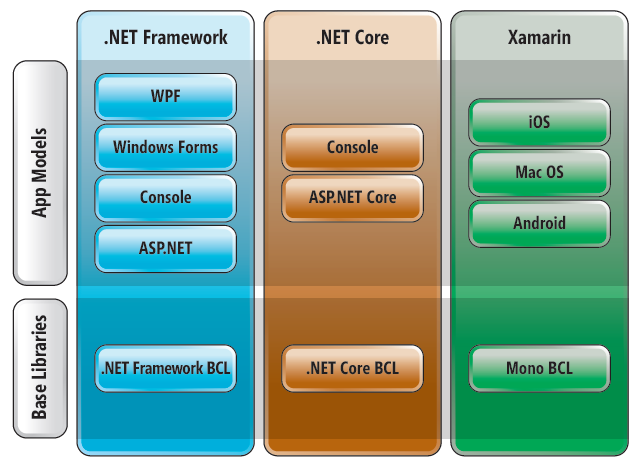 .NET Framework
.NET Core
Xamarin
App Models
WPF
Windows Forms
Console
ASP.NET
Console
ASP.NET Core
iOS
Mac OS
Android
Base Libraries
.NET Framework BCL
.NET Core BCL
Mono BCL